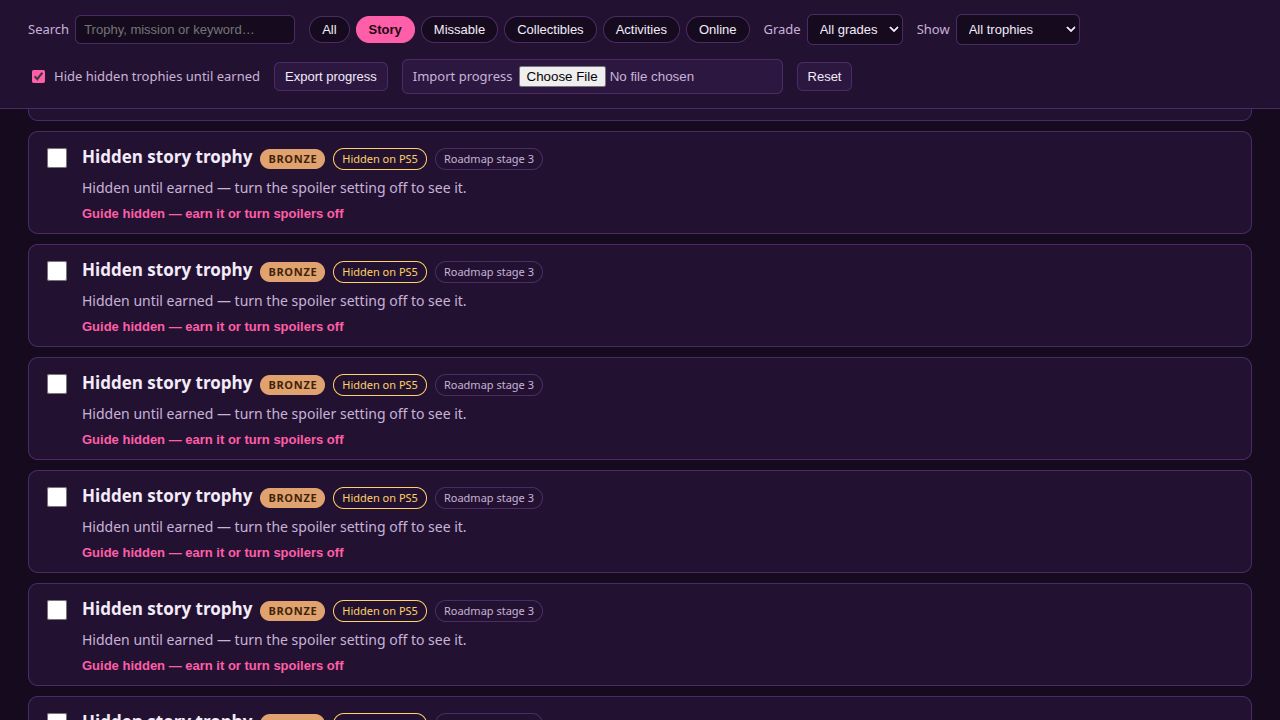 Search Trophy, mission or keyword… All Story Missable Collectibles Activities Online Grade All grades Show All trophies
Hide hidden trophies until earned Export progress Import progress Choose File No file chosen Reset
Hidden story trophy BRONZE Hidden on PS5 Roadmap stage 3
Hidden until earned — turn the spoiler setting off to see it.
Guide hidden — earn it or turn spoilers off
Hidden story trophy BRONZE Hidden on PS5 Roadmap stage 3
Hidden until earned — turn the spoiler setting off to see it.
Guide hidden — earn it or turn spoilers off
Hidden story trophy BRONZE Hidden on PS5 Roadmap stage 3
Hidden until earned — turn the spoiler setting off to see it.
Guide hidden — earn it or turn spoilers off
Hidden story trophy BRONZE Hidden on PS5 Roadmap stage 3
Hidden until earned — turn the spoiler setting off to see it.
Guide hidden — earn it or turn spoilers off
Hidden story trophy BRONZE Hidden on PS5 Roadmap stage 3
Hidden until earned — turn the spoiler setting off to see it.
Guide hidden — earn it or turn spoilers off